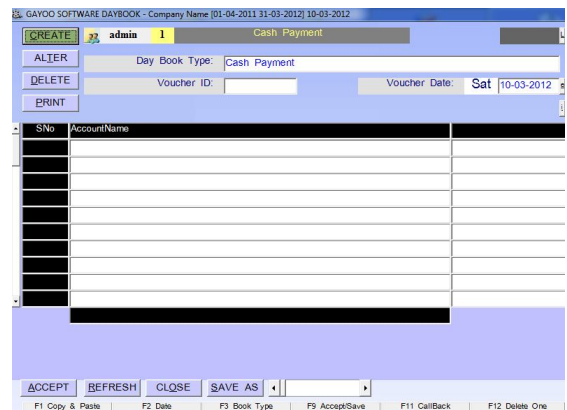 GAYOO SOFTWARE DAYBOOK - Company Name [01-04-2011 31-03-2012] 10-03-2012
CREATE admin 1 Cash Payment
ALTER Day Book Type: Cash Payment
DELETE Voucher ID: Voucher Date: Sat 10-03-2012
PRINT
SNo AccountName
ACCEPT REFRESH CLOSE SAVE AS
F1 Copy & Paste F2 Date F3 Book Type F9 Accept/Save F11 CallBack F12 Delete One